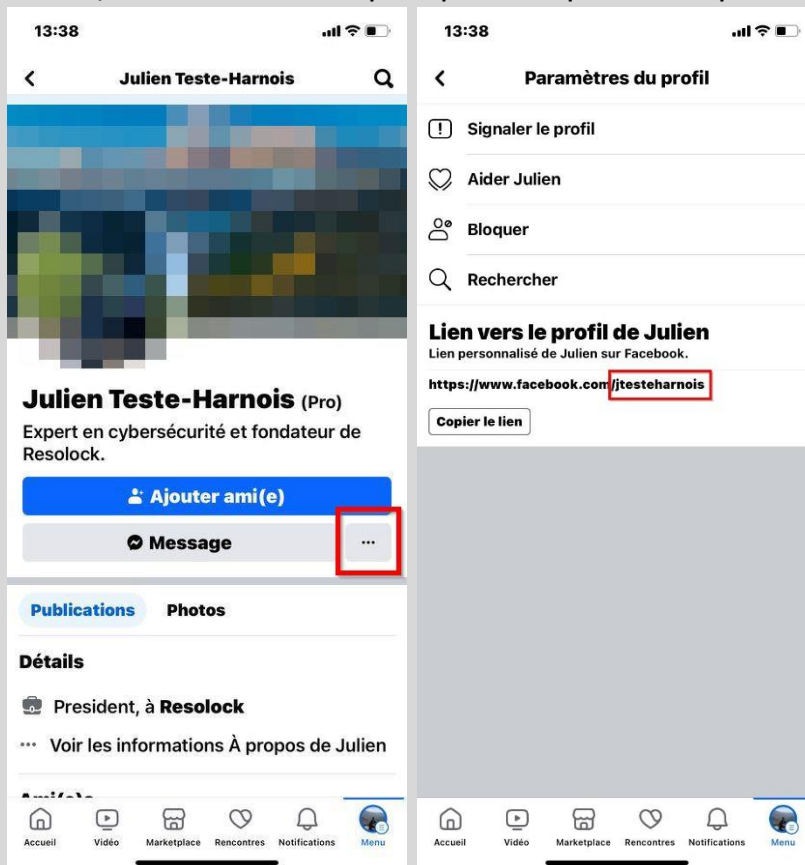 13:38
Julien Teste-Harnois
Julien Teste-Harnois (Pro)
Expert en cybersécurité et fondateur de
Resolock.
Ajouter ami(e)
Message
Publications Photos
Détails
President, à Resolock
Voir les informations À propos de Julien
Accueil Vidéo Marketplace Rencontres Notifications Menu
13:38
Paramètres du profil
Signaler le profil
Aider Julien
Bloquer
Rechercher
Lien vers le profil de Julien
Lien personnalisé de Julien sur Facebook.
https://www.facebook.com/jtesteharnois
Copier le lien
Accueil Vidéo Marketplace Rencontres Notifications Menu